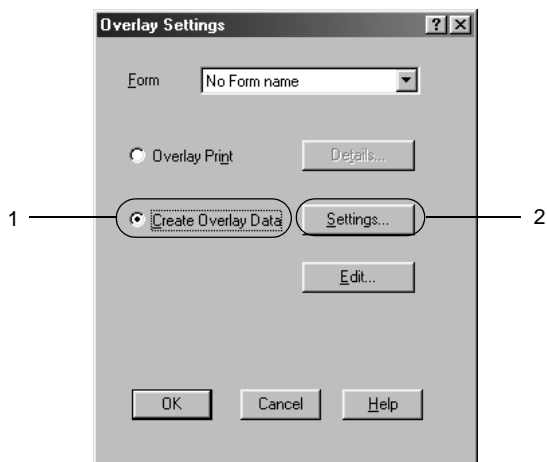 Overlay Settings
Form No Form name
Overlay Print Details...
1 Create Overlay Data Settings... 2
Edit...
OK Cancel Help